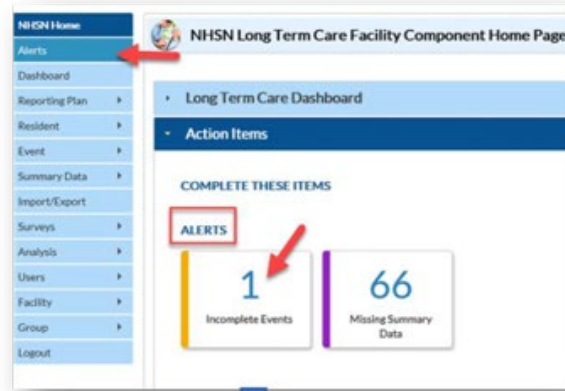 NHSN Home
Alerts
Dashboard
Reporting Plan
Resident
Event
Summary Data
Import/Export
Surveys
Analysis
Users
Facility
Group
Logout
NHSN Long Term Care Facility Component Home Page
Long Term Care Dashboard
Action Items
COMPLETE THESE ITEMS
ALERTS
1
Incomplete Events
66
Missing Summary
Data